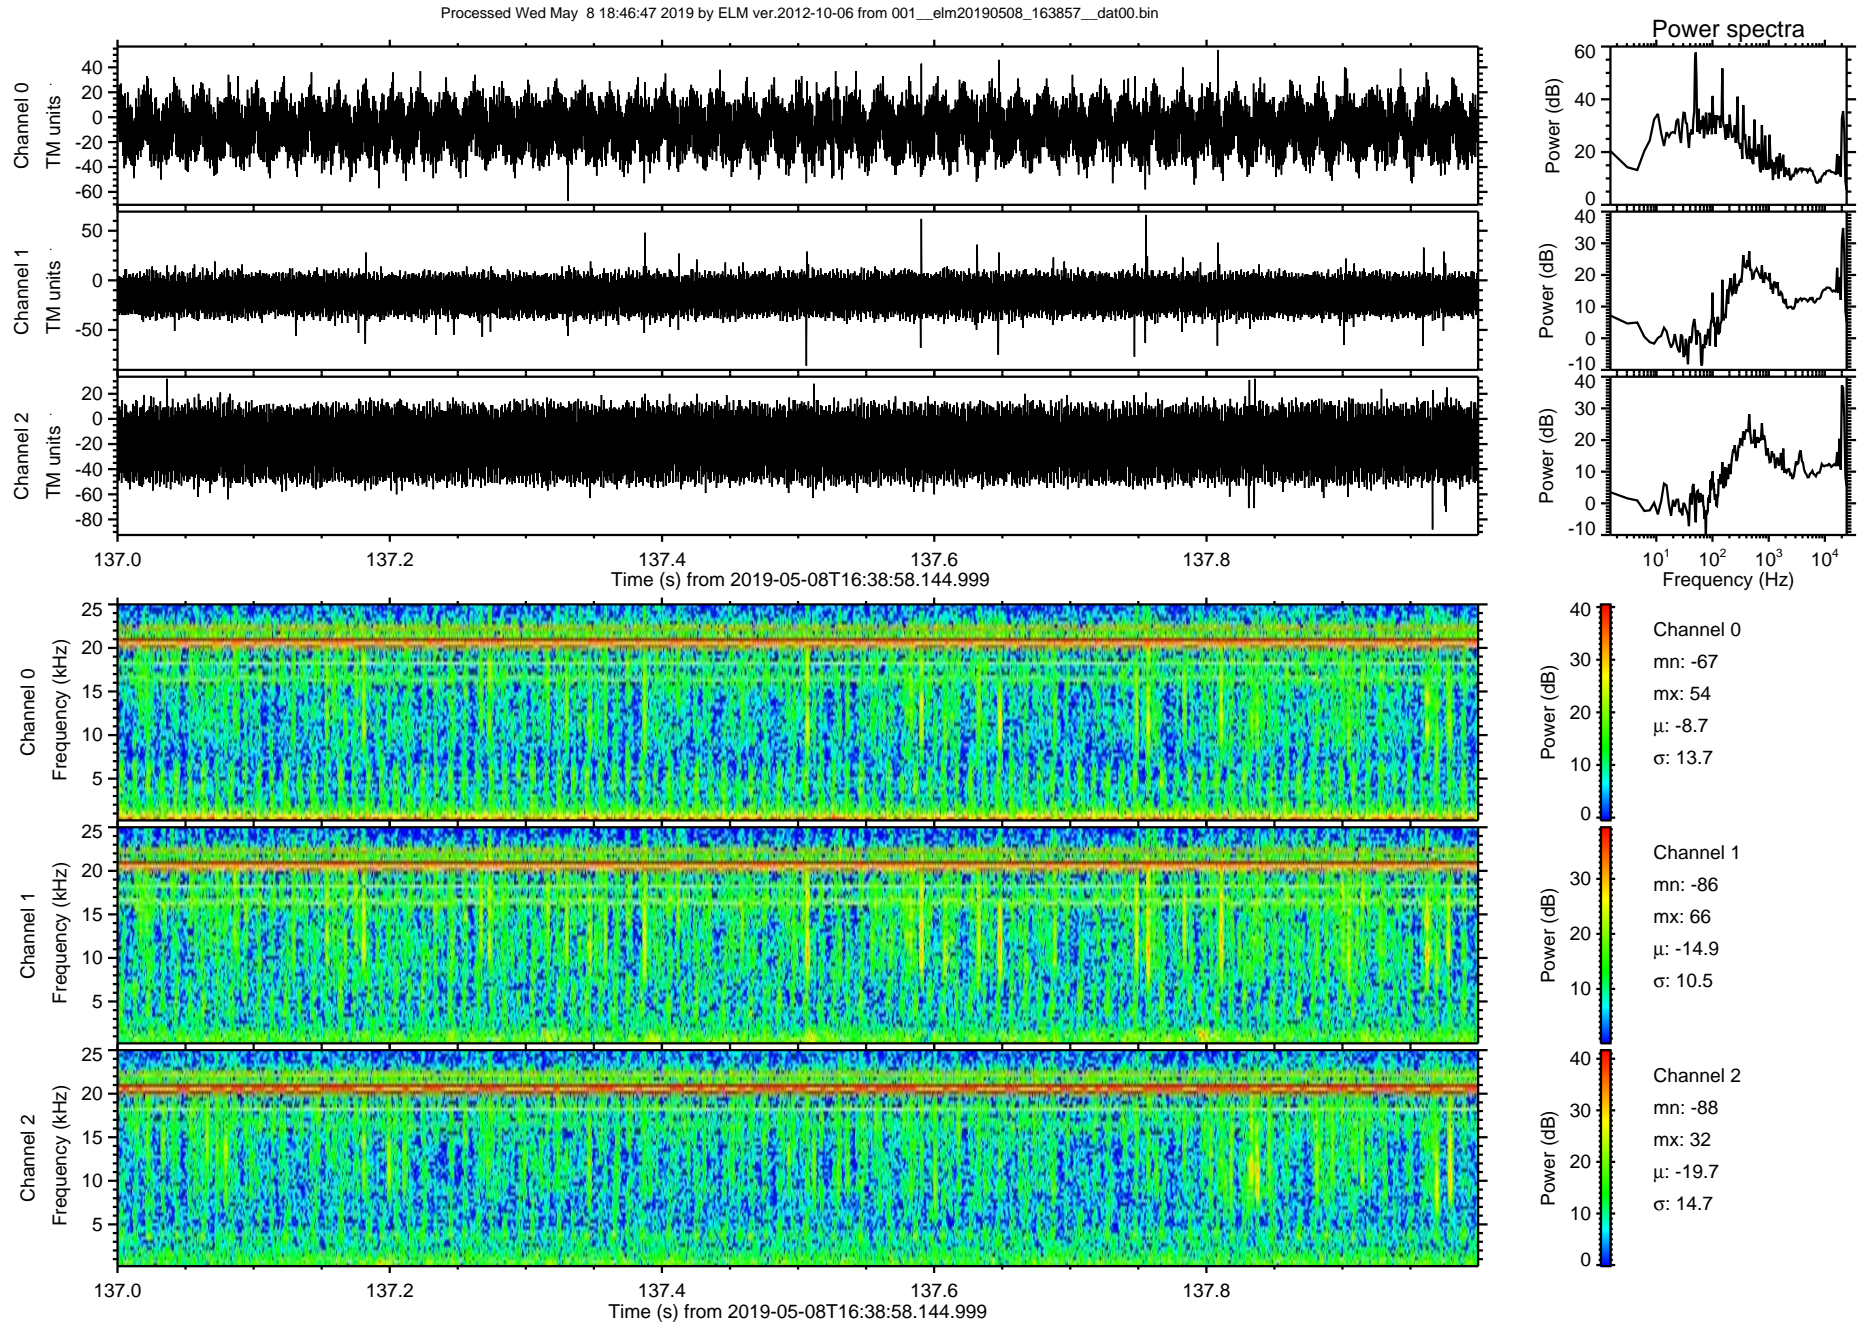 Processed Wed May  8 18:46:47 2019 by ELM ver.2012-10-06 from 001__elm20190508_163857__dat00.bin
Power spectra
Channel 0
TM units
40
20
0
-20
-40
-60
Power (dB)
60
40
20
0
Channel 1
TM units
50
0
-50
Power (dB)
40
30
20
10
0
-10
Channel 2
TM units
20
0
-20
-40
-60
-80
Power (dB)
40
30
20
10
0
-10
137.0 137.2 137.4 137.6 137.8
Time (s) from 2019-05-08T16:38:58.144.999
10¹ 10² 10³ 10⁴
Frequency (Hz)
Channel 0
Frequency (kHz)
25
20
15
10
5
Power (dB)
40
30
20
10
0
Channel 0
mn: -67
mx: 54
μ: -8.7
σ: 13.7
Channel 1
Frequency (kHz)
25
20
15
10
5
Power (dB)
30
20
10
Channel 1
mn: -86
mx: 66
μ: -14.9
σ: 10.5
Channel 2
Frequency (kHz)
25
20
15
10
5
Power (dB)
40
30
20
10
0
Channel 2
mn: -88
mx: 32
μ: -19.7
σ: 14.7
137.0 137.2 137.4 137.6 137.8
Time (s) from 2019-05-08T16:38:58.144.999